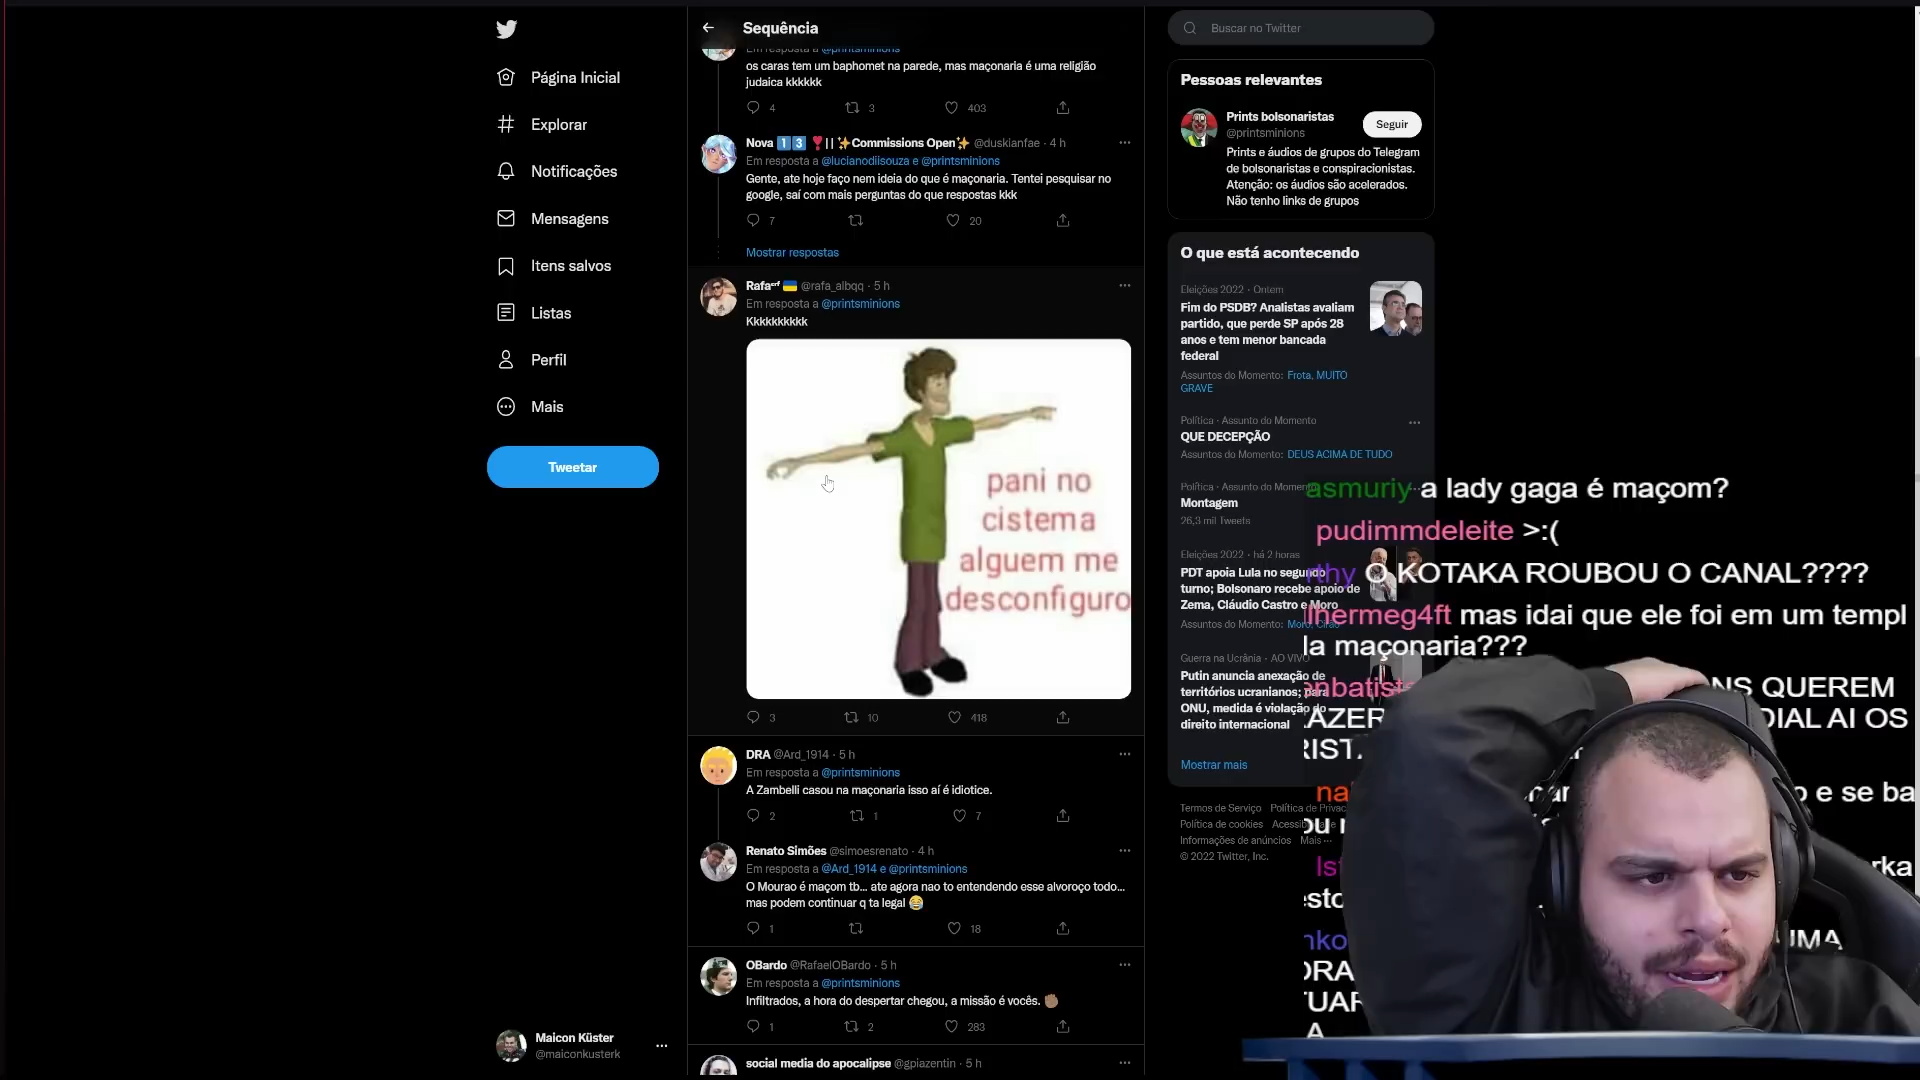 Página Inicial
Explorar
Notificações
Mensagens
Itens salvos
Listas
Perfil
Mais
Tweetar
Maicon Küster
@maiconkusterk
Sequência
Em resposta a @printsminions
os caras tem um baphomet na parede, mas maçonaria é uma religião
judaica kkkkkk
4 3 403
Nova 1 3 || ✨Commissions Open✨ @duskianfae · 4 h
Em resposta a @lucianodiisouza e @printsminions
Gente, ate hoje faço nem ideia do que é maçonaria. Tentei pesquisar no
google, saí com mais perguntas do que respostas kkk
7 20
Mostrar respostas
@rafa_albqq · 5 h
Em resposta a @printsminions
Kkkkkkkkkk
pani no
cistema
alguem me
desconfiguro
3 10 418
DRA @Ard_1914 · 5 h
Em resposta a @printsminions
A Zambelli casou na maçonaria isso aí é idiotice.
2 1 7
Renato Simões @simoesrenato · 4 h
Em resposta a @Ard_1914 e @printsminions
O Mourao é maçom tb... ate agora nao to entendendo esse alvoroço todo...
mas podem continuar q ta legal 😂
1 18
OBardo @RafaelOBardo · 5 h
Em resposta a @printsminions
Infiltrados, a hora do despertar chegou, a missão é vocês.
1 2 283
social media do apocalipse @gpiazentin · 5 h
Buscar no Twitter
Pessoas relevantes
Prints bolsonaristas
@printsminions
Seguir
Prints e áudios de grupos do Telegram
de bolsonaristas e conspiracionistas.
Atenção: os áudios são acelerados.
Não tenho links de grupos
O que está acontecendo
Eleições 2022 · Ontem
Fim do PSDB? Analistas avaliam
partido, que perde SP após 28
anos e tem menor bancada
federal
Assuntos do Momento: Frota, MUITO
GRAVE
Política · Assunto do Momento
QUE DECEPÇÃO
Assuntos do Momento: DEUS ACIMA DE TUDO
Política · Assunto do Momento
Montagem
26,3 mil Tweets
Eleições 2022 · há 2 horas
PDT apoia Lula no segundo
turno; Bolsonaro recebe apoio de
Zema, Cláudio Castro e Moro
Assuntos do Momento: Moro, Cirão
Guerra na Ucrânia · AO VIVO
Putin anuncia anexação de
territórios ucranianos; para
ONU, medida é violação do
direito internacional
Mostrar mais
Termos de Serviço Política de Privac
Política de cookies
Informações de anúncios Mais ···
© 2022 Twitter, Inc.
asmuriy a lady gaga é maçom?
pudimmdeleite >:(
rthy O KOTAKA ROUBOU O CANAL????
lhermeg4ft mas idai que ele foi em um templ
la maçonaria???
QUEREM
DIAL AI OS
o e se ba